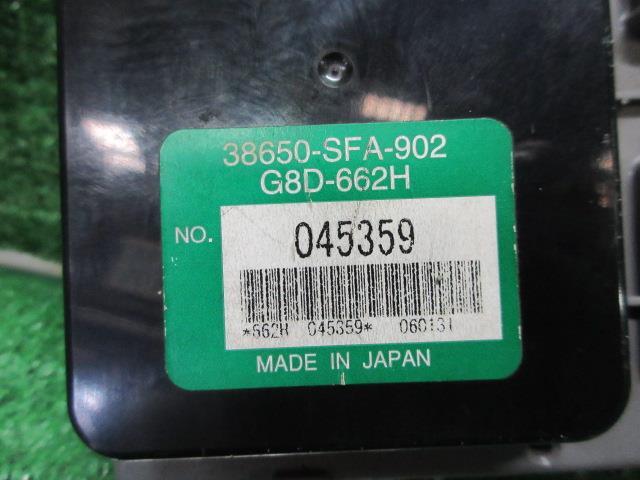 38650-SFA-902
G8D-662H
NO. 045359
*662H 045359* 060131
MADE IN JAPAN